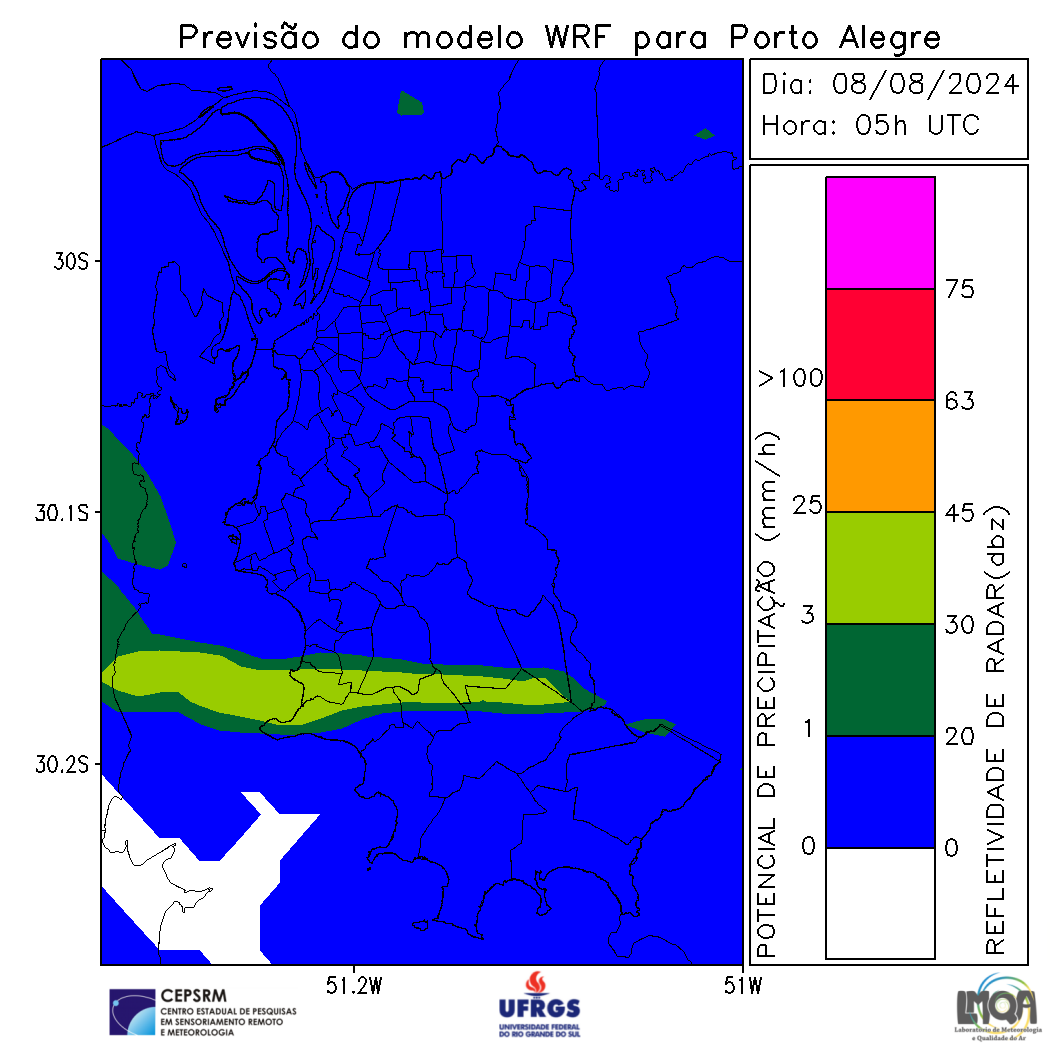 Previsão do modelo WRF para Porto Alegre
Dia: 08/08/2024
Hora: 05h UTC
30S
30.1S
30.2S
51.2W
51W
POTENCIAL DE PRECIPITAÇÃO (mm/h)
>100
25
3
1
0
75
63
45
30
20
0
REFLETIVIDADE DE RADAR(dbz)
CEPSRM
CENTRO ESTADUAL DE PESQUISAS
EM SENSORIAMENTO REMOTO
E METEOROLOGIA
UFRGS
UNIVERSIDADE FEDERAL
DO RIO GRANDE DO SUL
LMQA
Laboratório de Meteorologia
e Qualidade do Ar